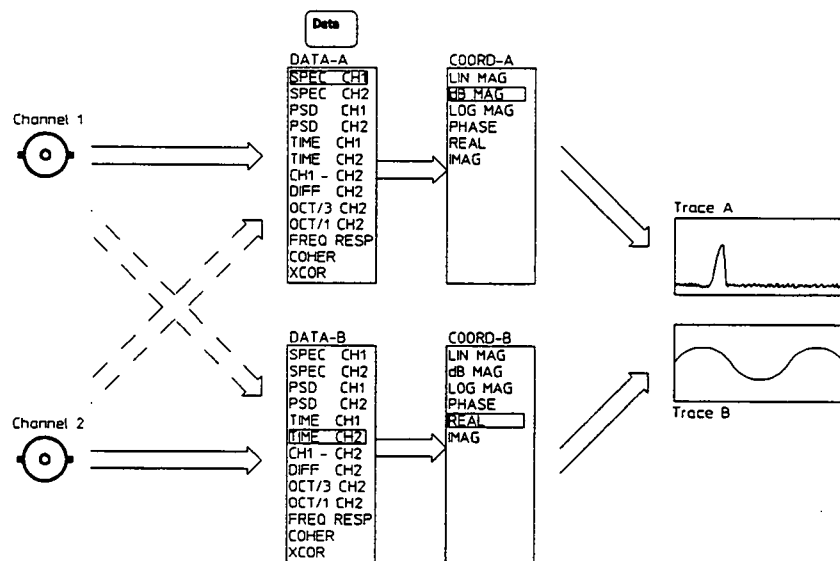 Data
DATA-A
SPEC CH1
SPEC CH2
PSD CH1
PSD CH2
TIME CH1
TIME CH2
CH1 - CH2
DIFF CH2
OCT/3 CH2
OCT/1 CH2
FREQ RESP
COHER
XCOR
COORD-A
LIN MAG
dB MAG
LOG MAG
PHASE
REAL
IMAG
Channel 1
Trace A
DATA-B
SPEC CH1
SPEC CH2
PSD CH1
PSD CH2
TIME CH1
TIME CH2
CH1 - CH2
DIFF CH2
OCT/3 CH2
OCT/1 CH2
FREQ RESP
COHER
XCOR
COORD-B
LIN MAG
dB MAG
LOG MAG
PHASE
REAL
IMAG
Channel 2
Trace B